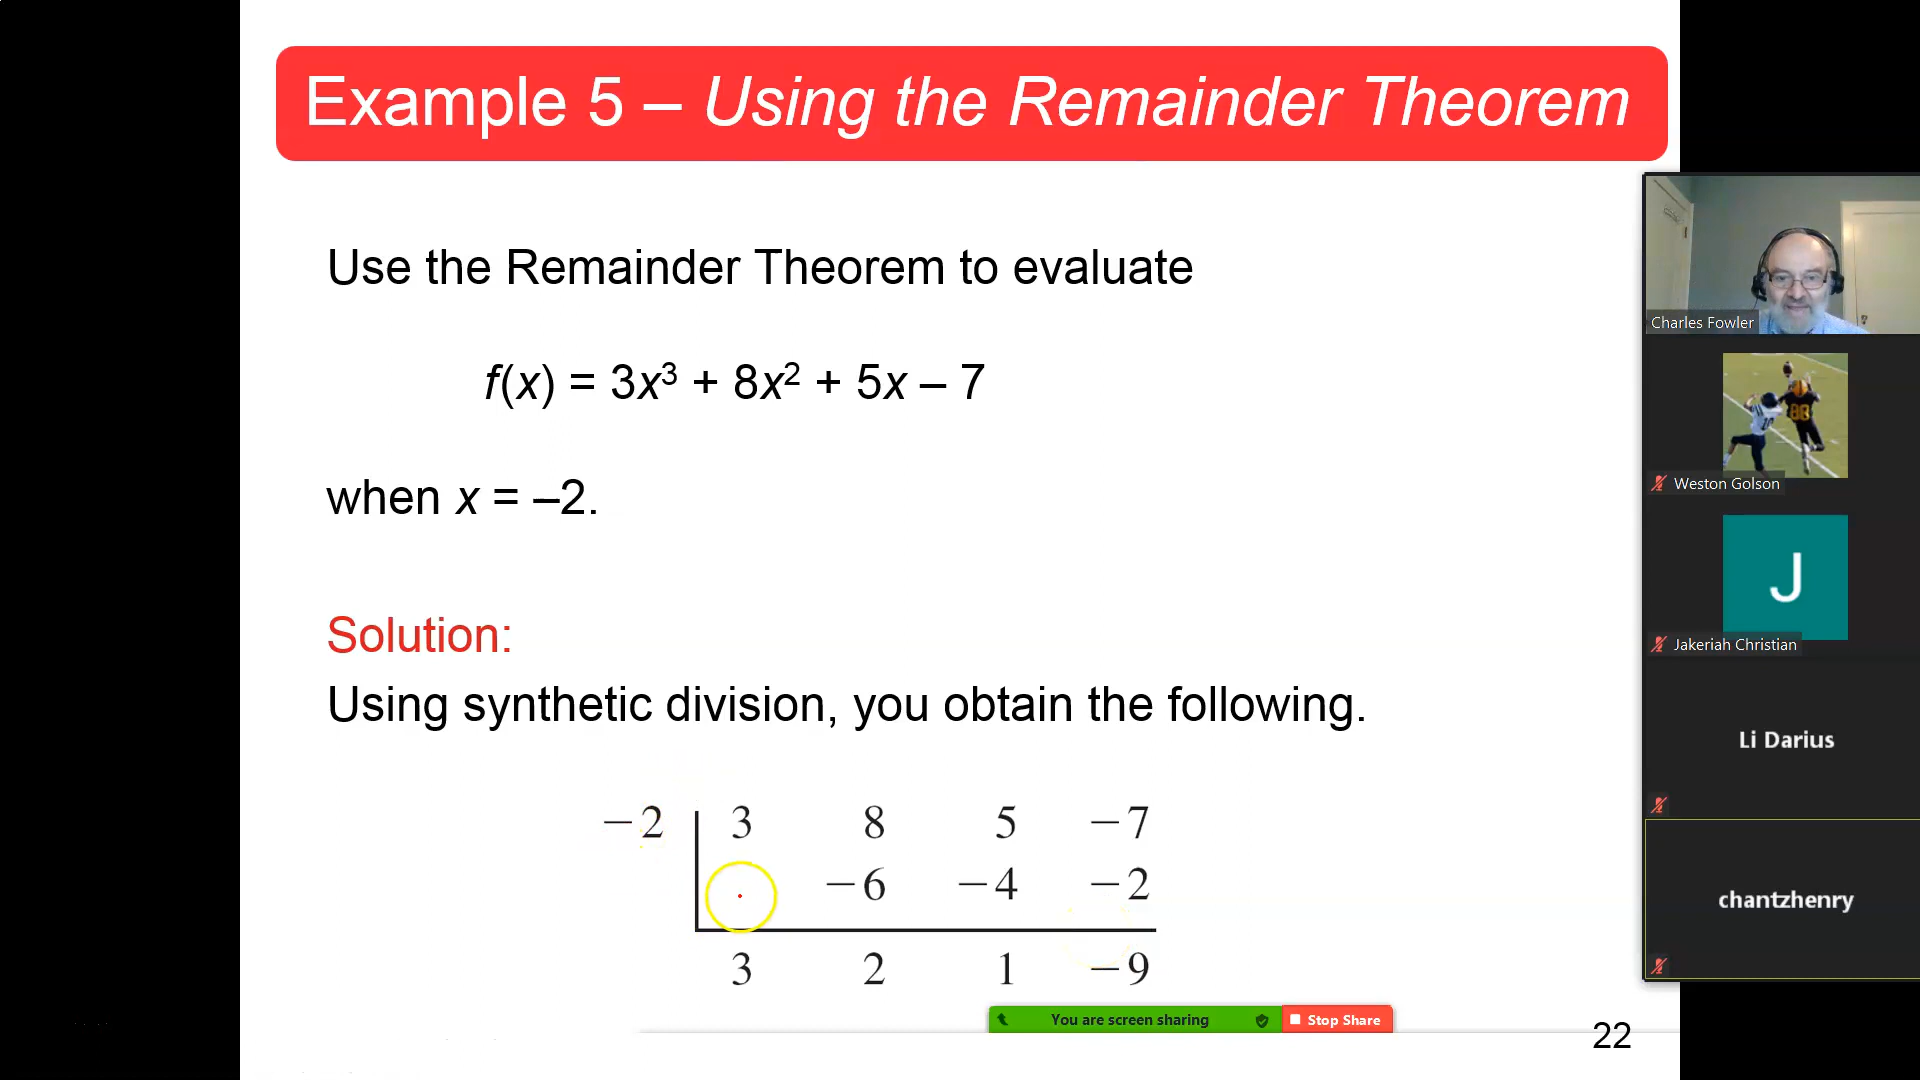 Example 5 – Using the Remainder Theorem
Use the Remainder Theorem to evaluate
f(x) = 3x³ + 8x² + 5x – 7
when x = –2.
Solution:
Using synthetic division, you obtain the following.
−2 3 8 5 −7
−6 −4 −2
3 2 1 −9
You are screen sharing Stop Share
22
Charles Fowler
88
Weston Golson
J
Jakeriah Christian
Li Darius
chantzhenry